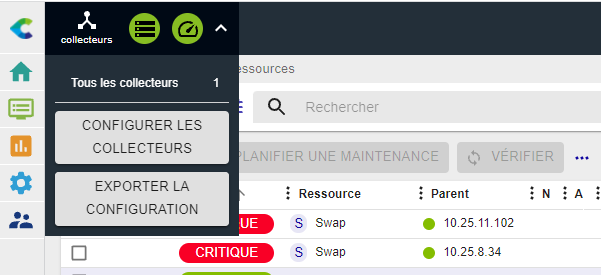 collecteurs
Tous les collecteurs 1
CONFIGURER LES
COLLECTEURS
EXPORTER LA
CONFIGURATION
essources
Rechercher
PLANIFIER UNE MAINTENANCE
VÉRIFIER
Ressource Parent N A
UE S Swap 10.25.11.102
CRITIQUE S Swap 10.25.8.34